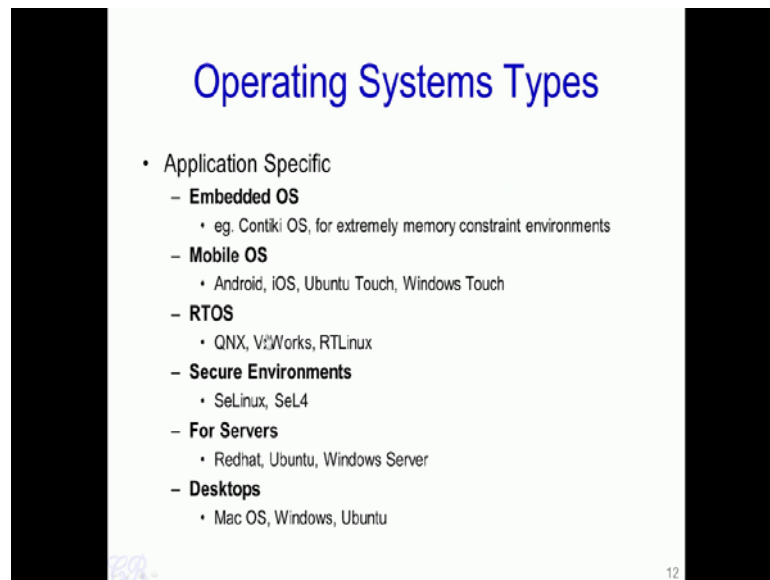 Operating Systems Types
• Application Specific
– Embedded OS
• eg. Contiki OS, for extremely memory constraint environments
– Mobile OS
• Android, iOS, Ubuntu Touch, Windows Touch
– RTOS
• QNX, VxWorks, RTLinux
– Secure Environments
• SeLinux, SeL4
– For Servers
• Redhat, Ubuntu, Windows Server
– Desktops
• Mac OS, Windows, Ubuntu
12